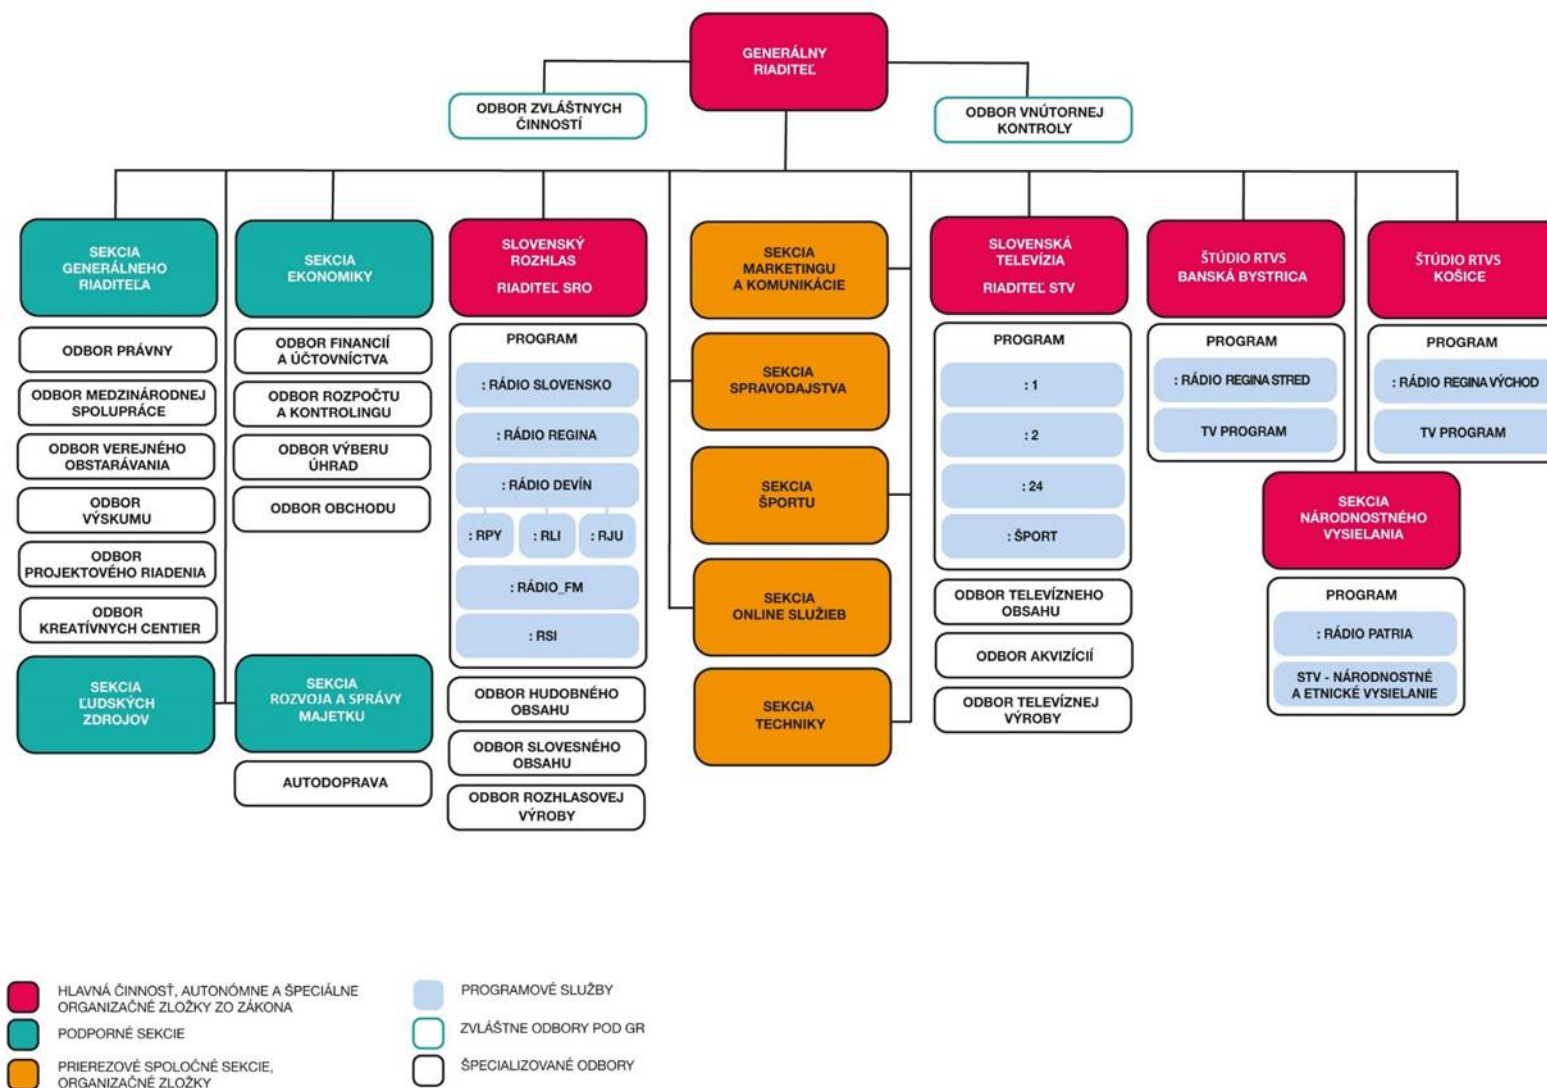 GENERÁLNY
RIADITEĽ
ODBOR ZVLÁŠTNYCH
ČINNOSTÍ
ODBOR VNÚTORNEJ
KONTROLY
SEKCIA
GENERÁLNEHO
RIADITEĽA
ODBOR PRÁVNY
ODBOR MEDZINÁRODNEJ
SPOLUPRÁCE
ODBOR VEREJNÉHO
OBSTARÁVANIA
ODBOR
VÝSKUMU
ODBOR
PROJEKTOVÉHO RIADENIA
ODBOR
KREATÍVNYCH CENTIER
SEKCIA
ĽUDSKÝCH
ZDROJOV
SEKCIA
EKONOMIKY
ODBOR FINANCIÍ
A ÚČTOVNÍCTVA
ODBOR ROZPOČTU
A KONTROLINGU
ODBOR VÝBERU
ÚHRAD
ODBOR OBCHODU
SEKCIA
ROZVOJA A SPRÁVY
MAJETKU
AUTODOPRAVA
SLOVENSKÝ
ROZHLAS
RIADITEĽ SRO
PROGRAM
: RÁDIO SLOVENSKO
: RÁDIO REGINA
: RÁDIO DEVÍN
: RPY
: RLI
: RJU
: RÁDIO_FM
: RSI
ODBOR HUDOBNÉHO
OBSAHU
ODBOR SLOVESNÉHO
OBSAHU
ODBOR ROZHLASOVEJ
VÝROBY
SEKCIA
MARKETINGU
A KOMUNIKÁCIE
SEKCIA
SPRAVODAJSTVA
SEKCIA
ŠPORTU
SEKCIA
ONLINE SLUŽIEB
SEKCIA
TECHNIKY
SLOVENSKÁ
TELEVÍZIA
RIADITEĽ STV
PROGRAM
: 1
: 2
: 24
: ŠPORT
ODBOR TELEVÍZNEHO
OBSAHU
ODBOR AKVIZÍCIÍ
ODBOR TELEVÍZNEJ
VÝROBY
ŠTÚDIO RTVS
BANSKÁ BYSTRICA
PROGRAM
: RÁDIO REGINA STRED
TV PROGRAM
ŠTÚDIO RTVS
KOŠICE
PROGRAM
: RÁDIO REGINA VÝCHOD
TV PROGRAM
SEKCIA
NÁRODNOSTNÉHO
VYSIELANIA
PROGRAM
: RÁDIO PATRIA
STV - NÁRODNOSTNÉ
A ETNICKÉ VYSIELANIE
HLAVNÁ ČINNOSŤ, AUTONÓMNE A ŠPECIÁLNE
ORGANIZAČNÉ ZLOŽKY ZO ZÁKONA
PODPORNÉ SEKCIE
PRIEREZOVÉ SPOLOČNÉ SEKCIE,
ORGANIZAČNÉ ZLOŽKY
PROGRAMOVÉ SLUŽBY
ZVLÁŠTNE ODBORY POD GR
ŠPECIALIZOVANÉ ODBORY